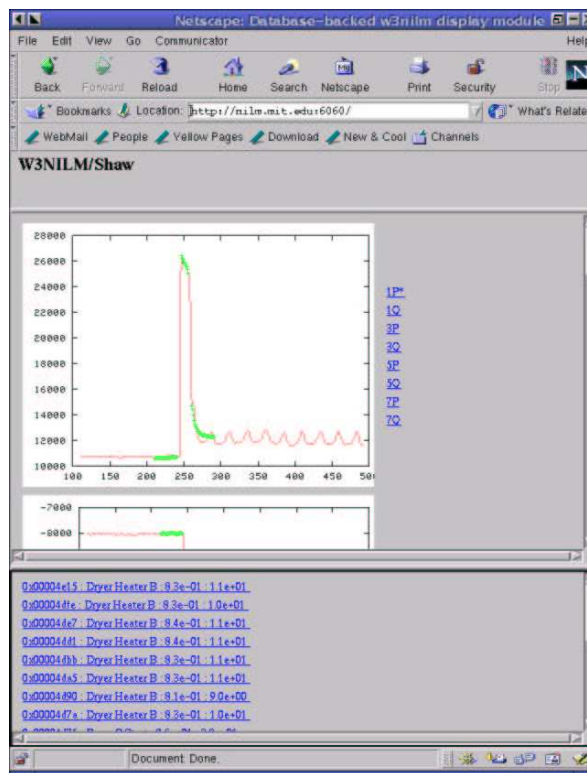 Netscape: Database-backed w3nilm display module
File Edit View Go Communicator Help
Back Forward Reload Home Search Netscape Print Security Stop N
Bookmarks Location: http://nilm.mit.edu:6060/ What's Relate
WebMail People Yellow Pages Download New & Cool Channels
W3NILM/Shaw
28000
26000
24000
22000
20000
18000
16000
14000
12000
10000
100 150 200 250 300 350 400 450 50
1P*
1Q
3P
3Q
5P
5Q
7P
7Q
-7000
-8000
0x00004e15 : Dryer Heater B : 8.3e-01 : 1.1e+01
0x00004dfe : Dryer Heater B : 8.3e-01 : 1.0e+01
0x00004de7 : Dryer Heater B : 8.4e-01 : 1.1e+01
0x00004dd1 : Dryer Heater B : 8.4e-01 : 1.1e+01
0x00004dbb : Dryer Heater B : 8.3e-01 : 1.1e+01
0x00004da5 : Dryer Heater B : 8.3e-01 : 1.1e+01
0x00004d90 : Dryer Heater B : 8.1e-01 : 9.0e+00
0x00004d7a : Dryer Heater B : 8.3e-01 : 1.0e+01
Document: Done.